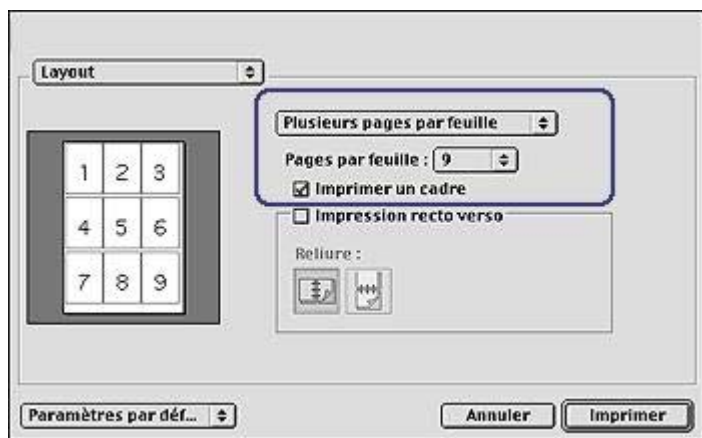 Layout
Plusieurs pages par feuille
Pages par feuille : 9
Imprimer un cadre
1 2 3
4 5 6
7 8 9
Impression recto verso
Reliure :
Paramètres par déf...
Annuler
Imprimer